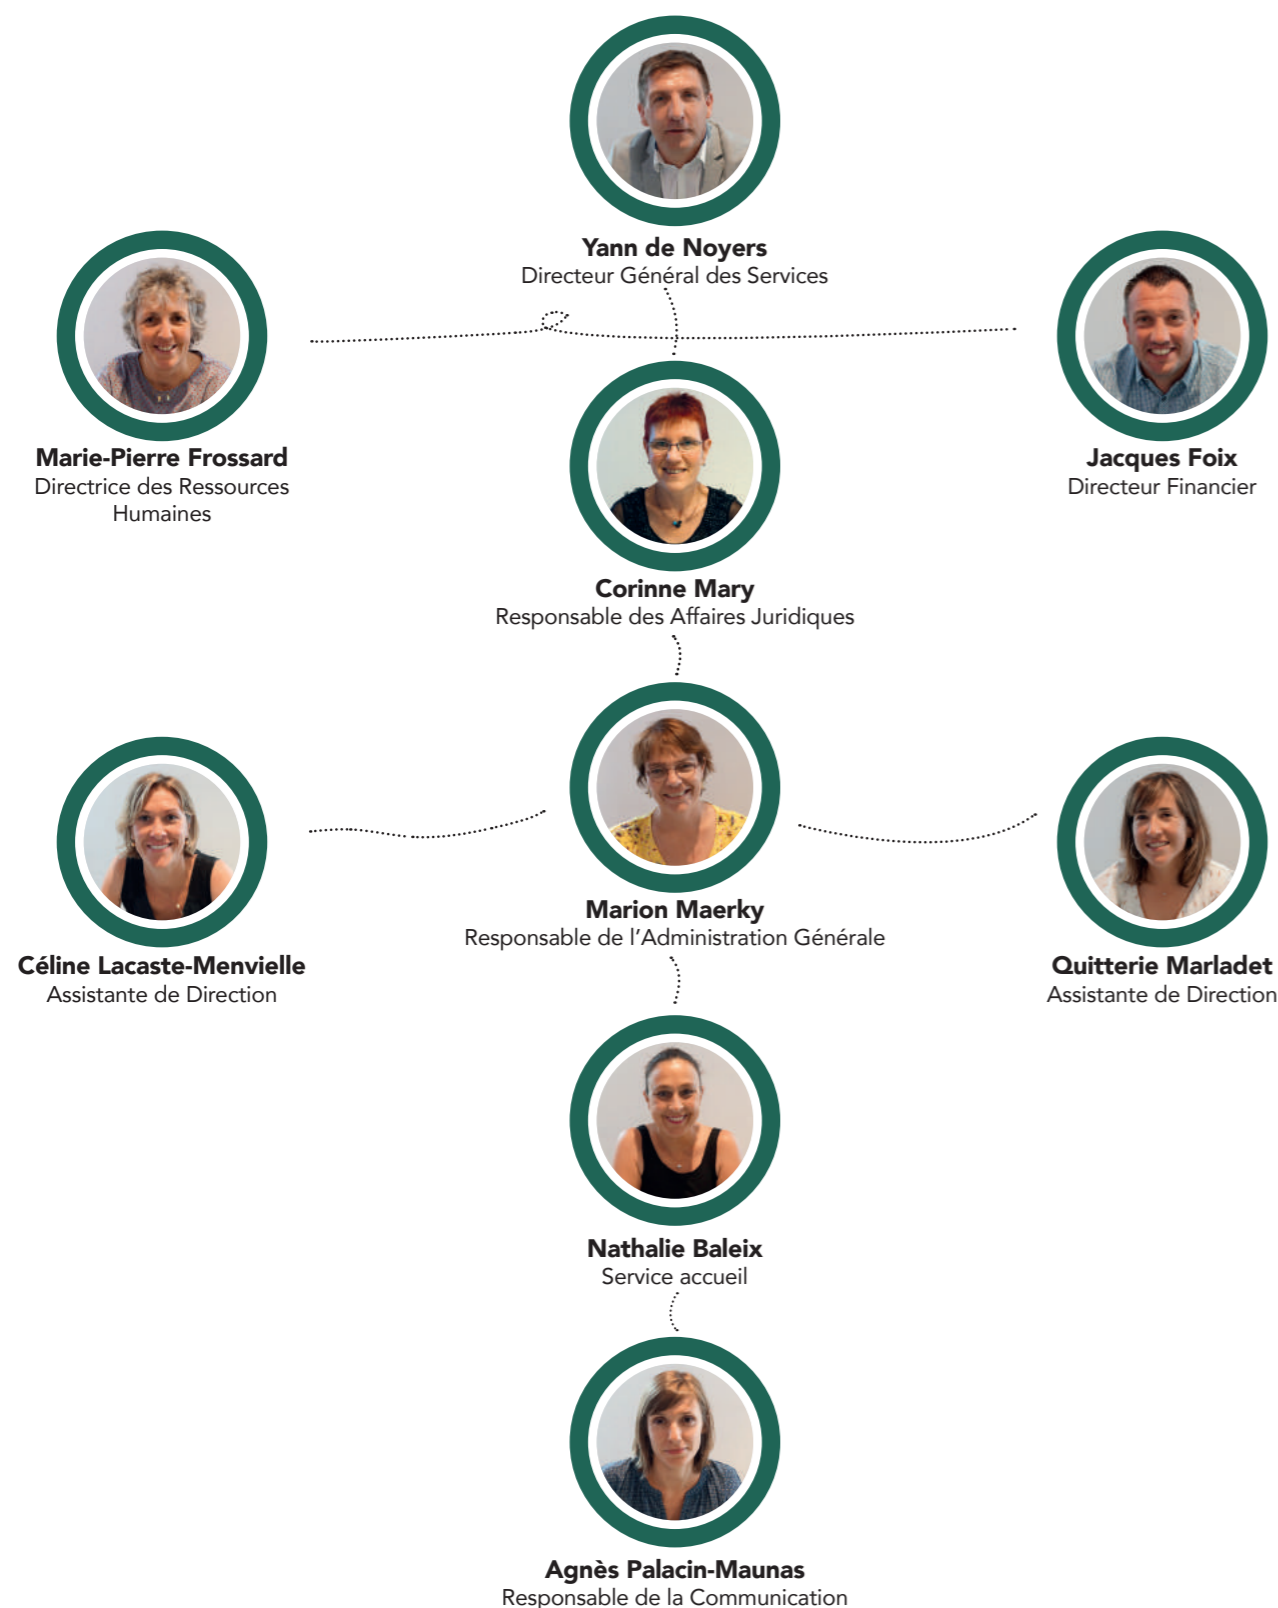 Yann de Noyers
Directeur Général des Services
Marie-Pierre Frossard
Directrice des Ressources
Humaines
Jacques Foix
Directeur Financier
Corinne Mary
Responsable des Affaires Juridiques
Marion Maerky
Responsable de l’Administration Générale
Céline Lacaste-Menvielle
Assistante de Direction
Quitterie Marladet
Assistante de Direction
Nathalie Baleix
Service accueil
Agnès Palacin-Maunas
Responsable de la Communication